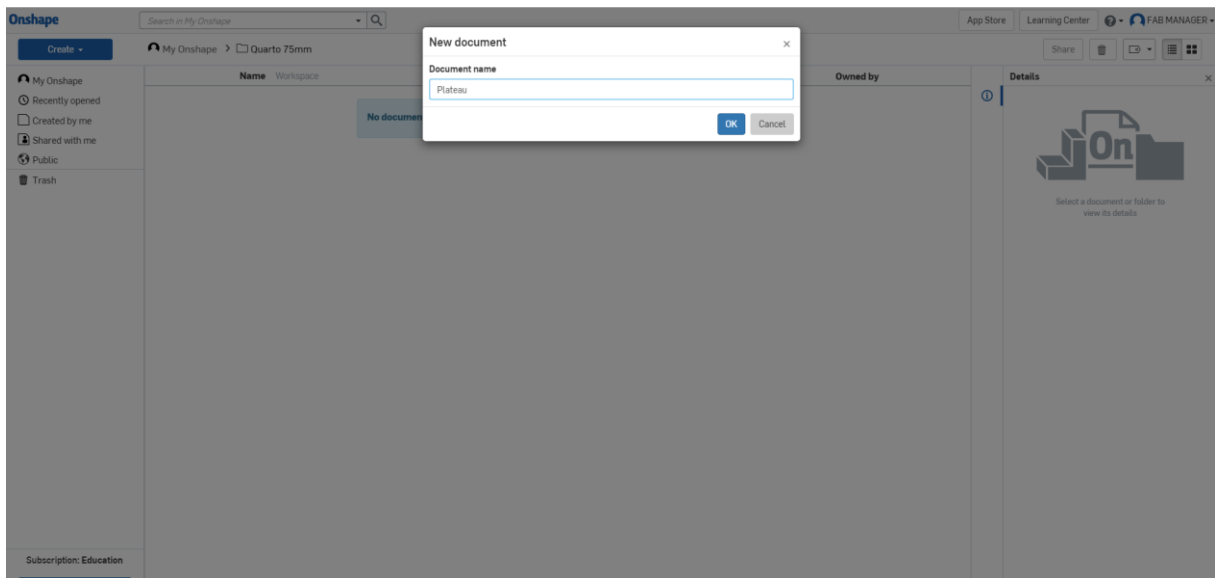 Onshape
Search in My Onshape
App Store
Learning Center
FAB MANAGER
Create
My Onshape > Quarto 75mm
New document
Share
Document name
Plateau
OK
Cancel
My Onshape
Recently opened
Created by me
Shared with me
Public
Trash
Name Workspace
Owned by
Details
No documen
On
Select a document or folder to
view its details
Subscription: Education